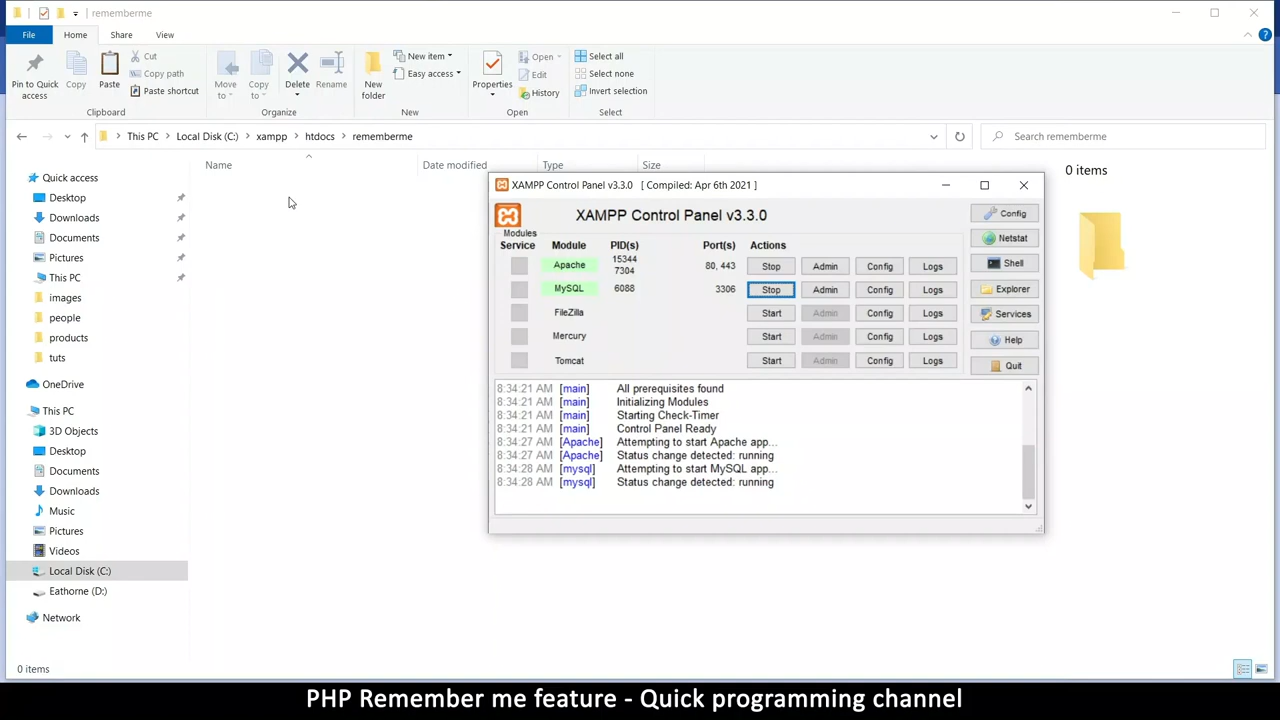 rememberme
File Home Share View
Pin to Quick access
Copy
Paste
Cut
Copy path
Paste shortcut
Clipboard
Move to
Copy to
Delete
Rename
Organize
New folder
New item
Easy access
New
Properties
Open
Edit
History
Open
Select all
Select none
Invert selection
Select
This PC > Local Disk (C:) > xampp > htdocs > rememberme
Search rememberme
Name Date modified Type Size
0 items
Quick access
Desktop
Downloads
Documents
Pictures
This PC
images
people
products
tuts
OneDrive
This PC
3D Objects
Desktop
Documents
Downloads
Music
Pictures
Videos
Local Disk (C:)
Eathorne (D:)
Network
0 items
XAMPP Control Panel v3.3.0 [ Compiled: Apr 6th 2021 ]
XAMPP Control Panel v3.3.0
Modules
Service Module PID(s) Port(s) Actions
Apache 15344 7304 80, 443 Stop Admin Config Logs
MySQL 6088 3306 Stop Admin Config Logs
FileZilla Start Admin Config Logs
Mercury Start Admin Config Logs
Tomcat Start Admin Config Logs
Config
Netstat
Shell
Explorer
Services
Help
Quit
8:34:21 AM [main] All prerequisites found
8:34:21 AM [main] Initializing Modules
8:34:21 AM [main] Starting Check-Timer
8:34:21 AM [main] Control Panel Ready
8:34:27 AM [Apache] Attempting to start Apache app...
8:34:27 AM [Apache] Status change detected: running
8:34:28 AM [mysql] Attempting to start MySQL app...
8:34:28 AM [mysql] Status change detected: running
PHP Remember me feature - Quick programming channel